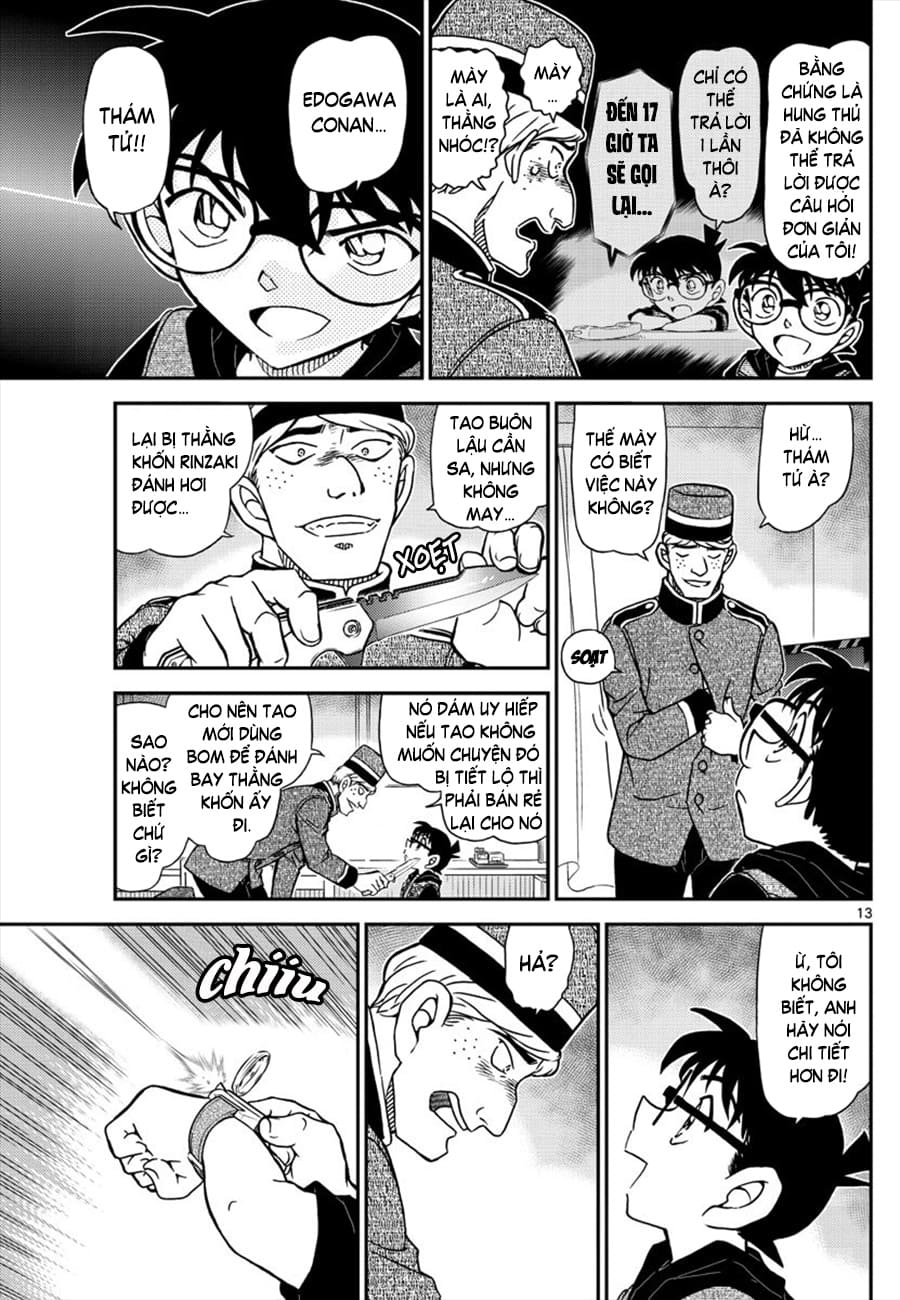 BẰNG
CHỨNG LÀ
HUNG THỦ
ĐÃ KHÔNG
THỂ TRẢ
LỜI ĐƯỢC
CÂU HỎI
ĐƠN GIẢN
CỦA TÔI!
CHỈ CÓ
THỂ
TRẢ LỜI
1 LẦN
THÔI
À?
ĐẾN 17
GIỜ TA
SẼ GỌI
LẠI...
MÀY
...
MÀY
LÀ AI,
THẰNG
NHÓC!?
EDOGAWA
CONAN...
THÁM
TỬ!!
HỪ...
THÁM
TỬ À?
THẾ MÀY
CÓ BIẾT
VIỆC NÀY
KHÔNG?
SOẠT
TAO BUÔN
LẬU CẦN
SA, NHƯNG
KHÔNG
MAY...
XOẸT
LẠI BỊ THẰNG
KHỐN RINZAKI
ĐÁNH HƠI
ĐƯỢC...
NÓ DÁM UY HIẾP
NẾU TAO KHÔNG
MUỐN CHUYỆN ĐÓ
BỊ TIẾT LỘ THÌ
PHẢI BÁN RẺ
LẠI CHO NÓ
CHO NÊN TAO
MỚI DÙNG
BOM ĐỂ ĐÁNH
BAY THẰNG
KHỐN ẤY
ĐI.
SAO
NÀO?
KHÔNG
BIẾT
CHỨ
GÌ?
13
Ừ, TÔI
KHÔNG
BIẾT, ANH
HÃY NÓI
CHI TIẾT
HƠN ĐI!
HẢ?
chiiu